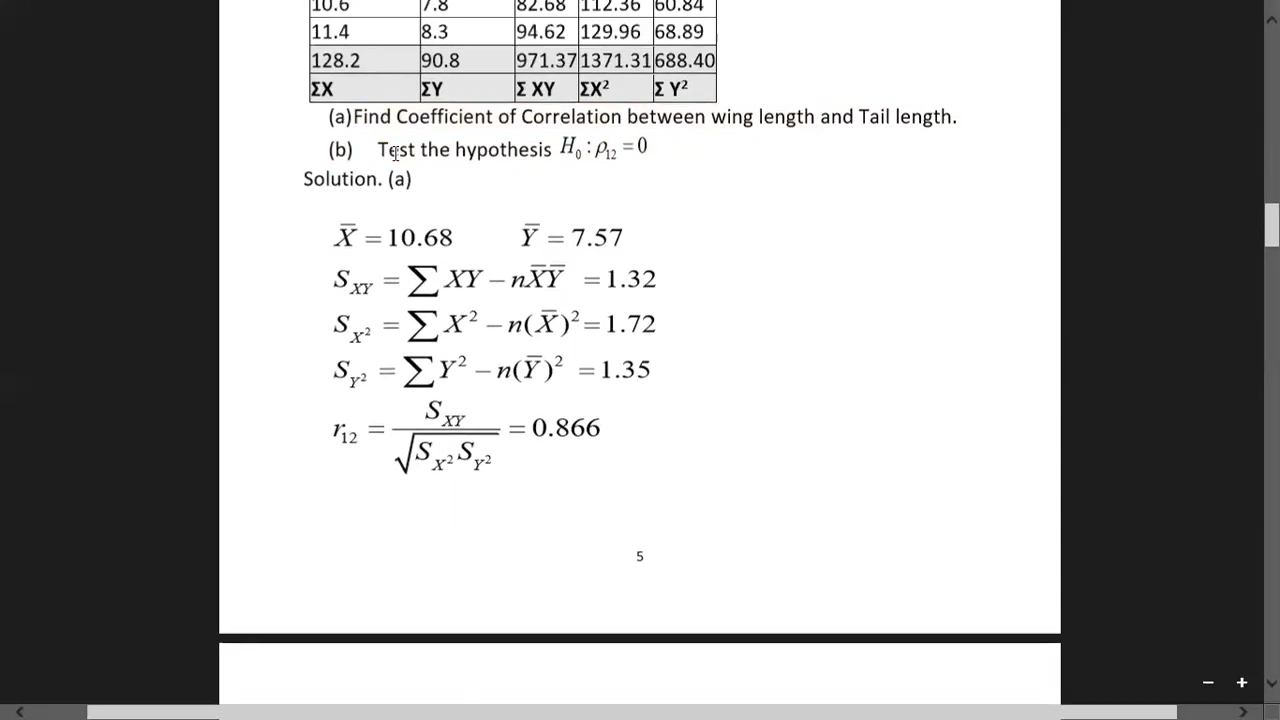 10.6 7.8 82.68 112.36 60.84
11.4 8.3 94.62 129.96 68.89
128.2 90.8 971.37 1371.31 688.40
ΣX ΣY Σ XY ΣX² Σ Y²
(a)Find Coefficient of Correlation between wing length and Tail length.
(b) Test the hypothesis H₀ : ρ₁₂ = 0
Solution. (a)
X̅ = 10.68 Y̅ = 7.57
S_XY = ∑ XY − nX̅Y̅ = 1.32
S_X² = ∑ X² − n(X̅)² = 1.72
S_Y² = ∑ Y² − n(Y̅)² = 1.35
r₁₂ = S_XY / √S_X² S_Y² = 0.866
5